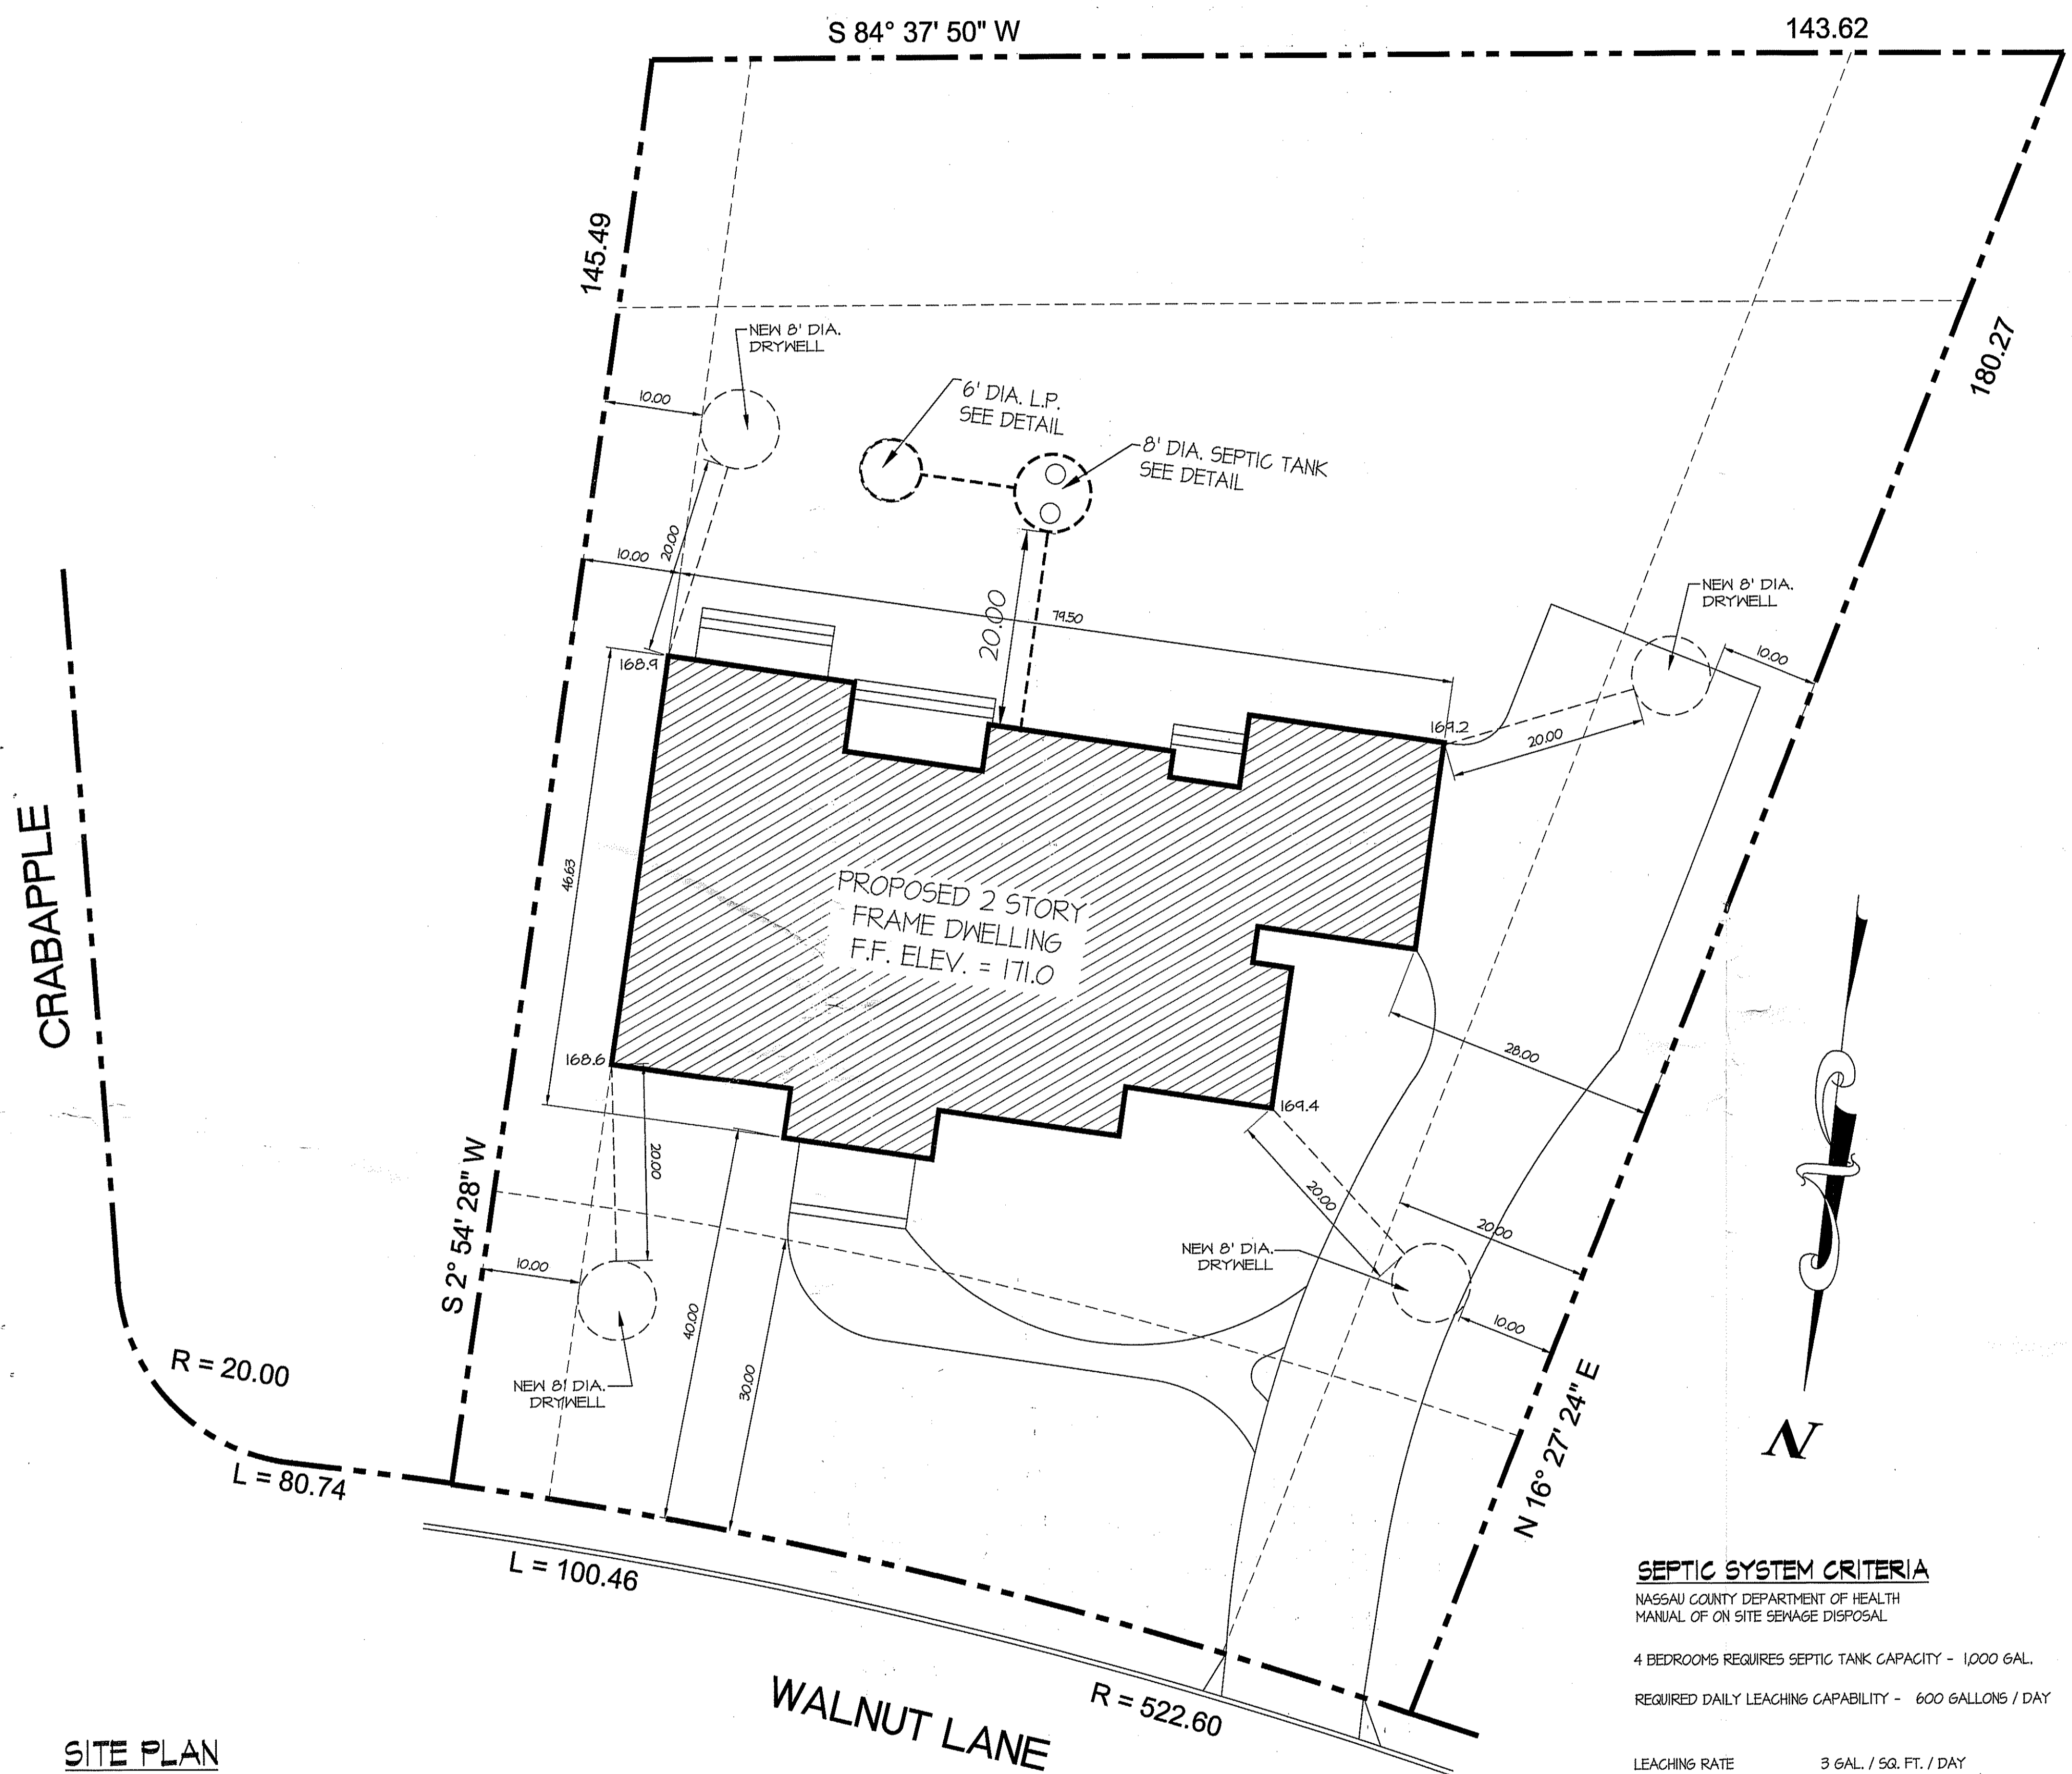 S 84° 37' 50" W
143.62
145.49
180.27
NEW 8' DIA.
DRYWELL
6' DIA. L.P.
SEE DETAIL
8' DIA. SEPTIC TANK
SEE DETAIL
10.00
20.00
10.00
20.00
79.50
NEW 8' DIA.
DRYWELL
10.00
20.00
168.9
169.2
46.63
CRABAPPLE
PROPOSED 2 STORY
FRAME DWELLING
F.F. ELEV. = 171.0
28.00
168.6
169.4
20.00
20.00
20.00
S 2° 54' 28" W
10.00
NEW 8' DIA.
DRYWELL
10.00
40.00
30.00
NEW 8' DIA.
DRYWELL
R = 20.00
L = 80.74
N 16° 27' 24" E
N
L = 100.46
WALNUT LANE
R = 522.60
SITE PLAN
SEPTIC SYSTEM CRITERIA
NASSAU COUNTY DEPARTMENT OF HEALTH
MANUAL OF ON SITE SEWAGE DISPOSAL
4 BEDROOMS REQUIRES SEPTIC TANK CAPACITY - 1,000 GAL.
REQUIRED DAILY LEACHING CAPABILITY - 600 GALLONS / DAY
LEACHING RATE 3 GAL. / SQ. FT. / DAY